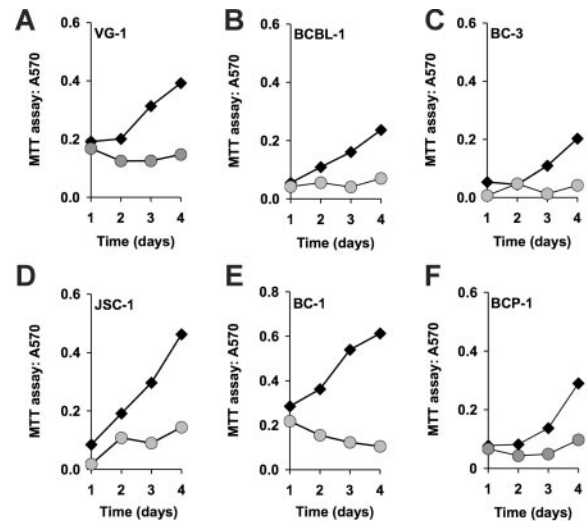 A
VG-1
MTT assay: A570
0.6
0.4
0.2
0.0
1 2 3 4
Time (days)
B
BCBL-1
MTT assay: A570
0.6
0.4
0.2
0.0
1 2 3 4
Time (days)
C
BC-3
MTT assay: A570
0.6
0.4
0.2
0.0
1 2 3 4
Time (days)
D
JSC-1
MTT assay: A570
0.6
0.4
0.2
0.0
1 2 3 4
Time (days)
E
BC-1
MTT assay: A570
0.8
0.6
0.4
0.2
0.0
1 2 3 4
Time (days)
F
BCP-1
MTT assay: A570
0.6
0.4
0.2
0
1 2 3 4
Time (days)